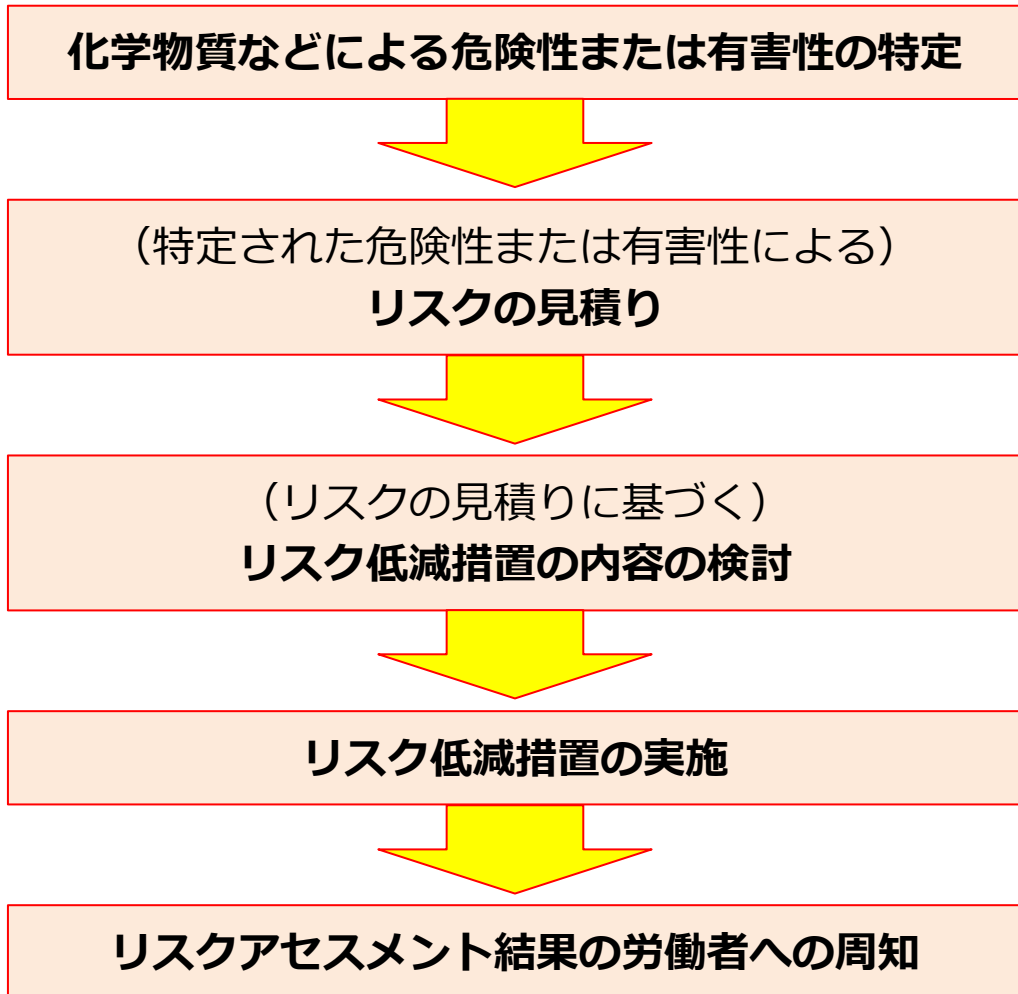 化学物質などによる危険性または有害性の特定
（特定された危険性または有害性による）
リスクの見積り
（リスクの見積りに基づく）
リスク低減措置の内容の検討
リスク低減措置の実施
リスクアセスメント結果の労働者への周知